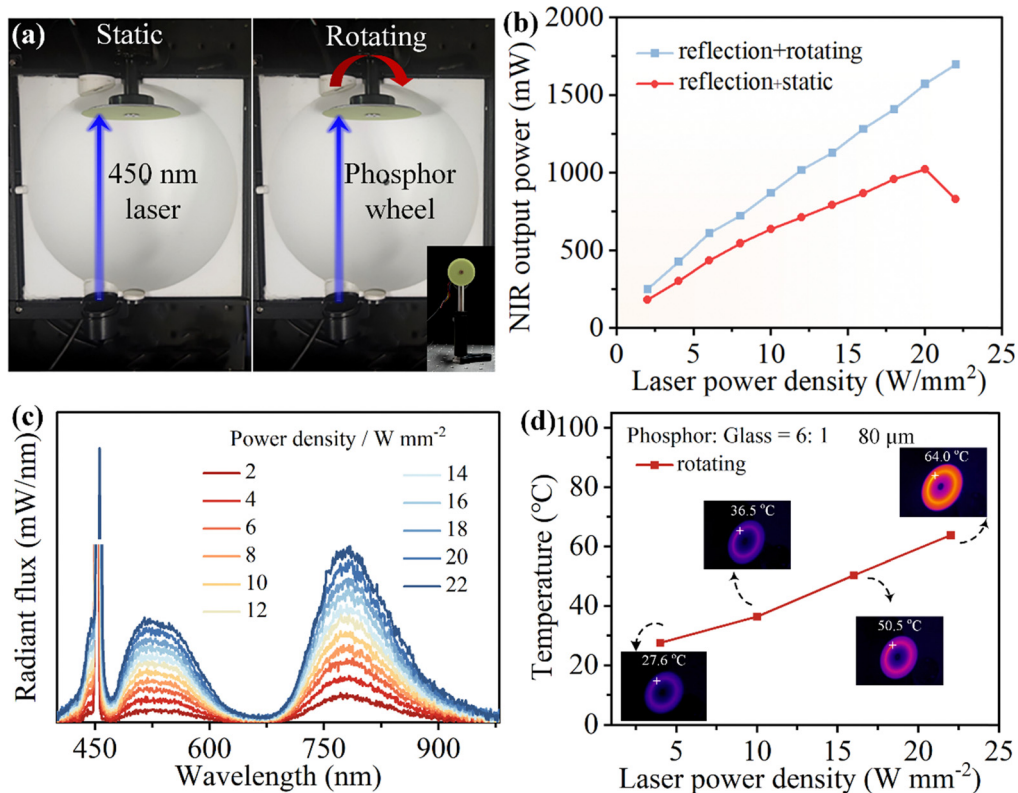 (a)
Static
Rotating
450 nm
laser
Phosphor
wheel
(b)
2000
1500
1000
500
0
NIR output power (mW)
reflection+rotating
reflection+static
0 5 10 15 20 25
Laser power density (W/mm²)
(c)
Radiant flux (mW/nm)
Power density / W mm⁻²
2 14
4 16
6 18
8 20
10 22
12
450 600 750 900
Wavelength (nm)
(d)
100
80
60
40
20
0
Temperature (℃)
Phosphor: Glass = 6: 1 80 μm
rotating
64.0 °C
36.5 °C
50.5 °C
27.6 °C
5 10 15 20 25
Laser power density (W mm⁻²)